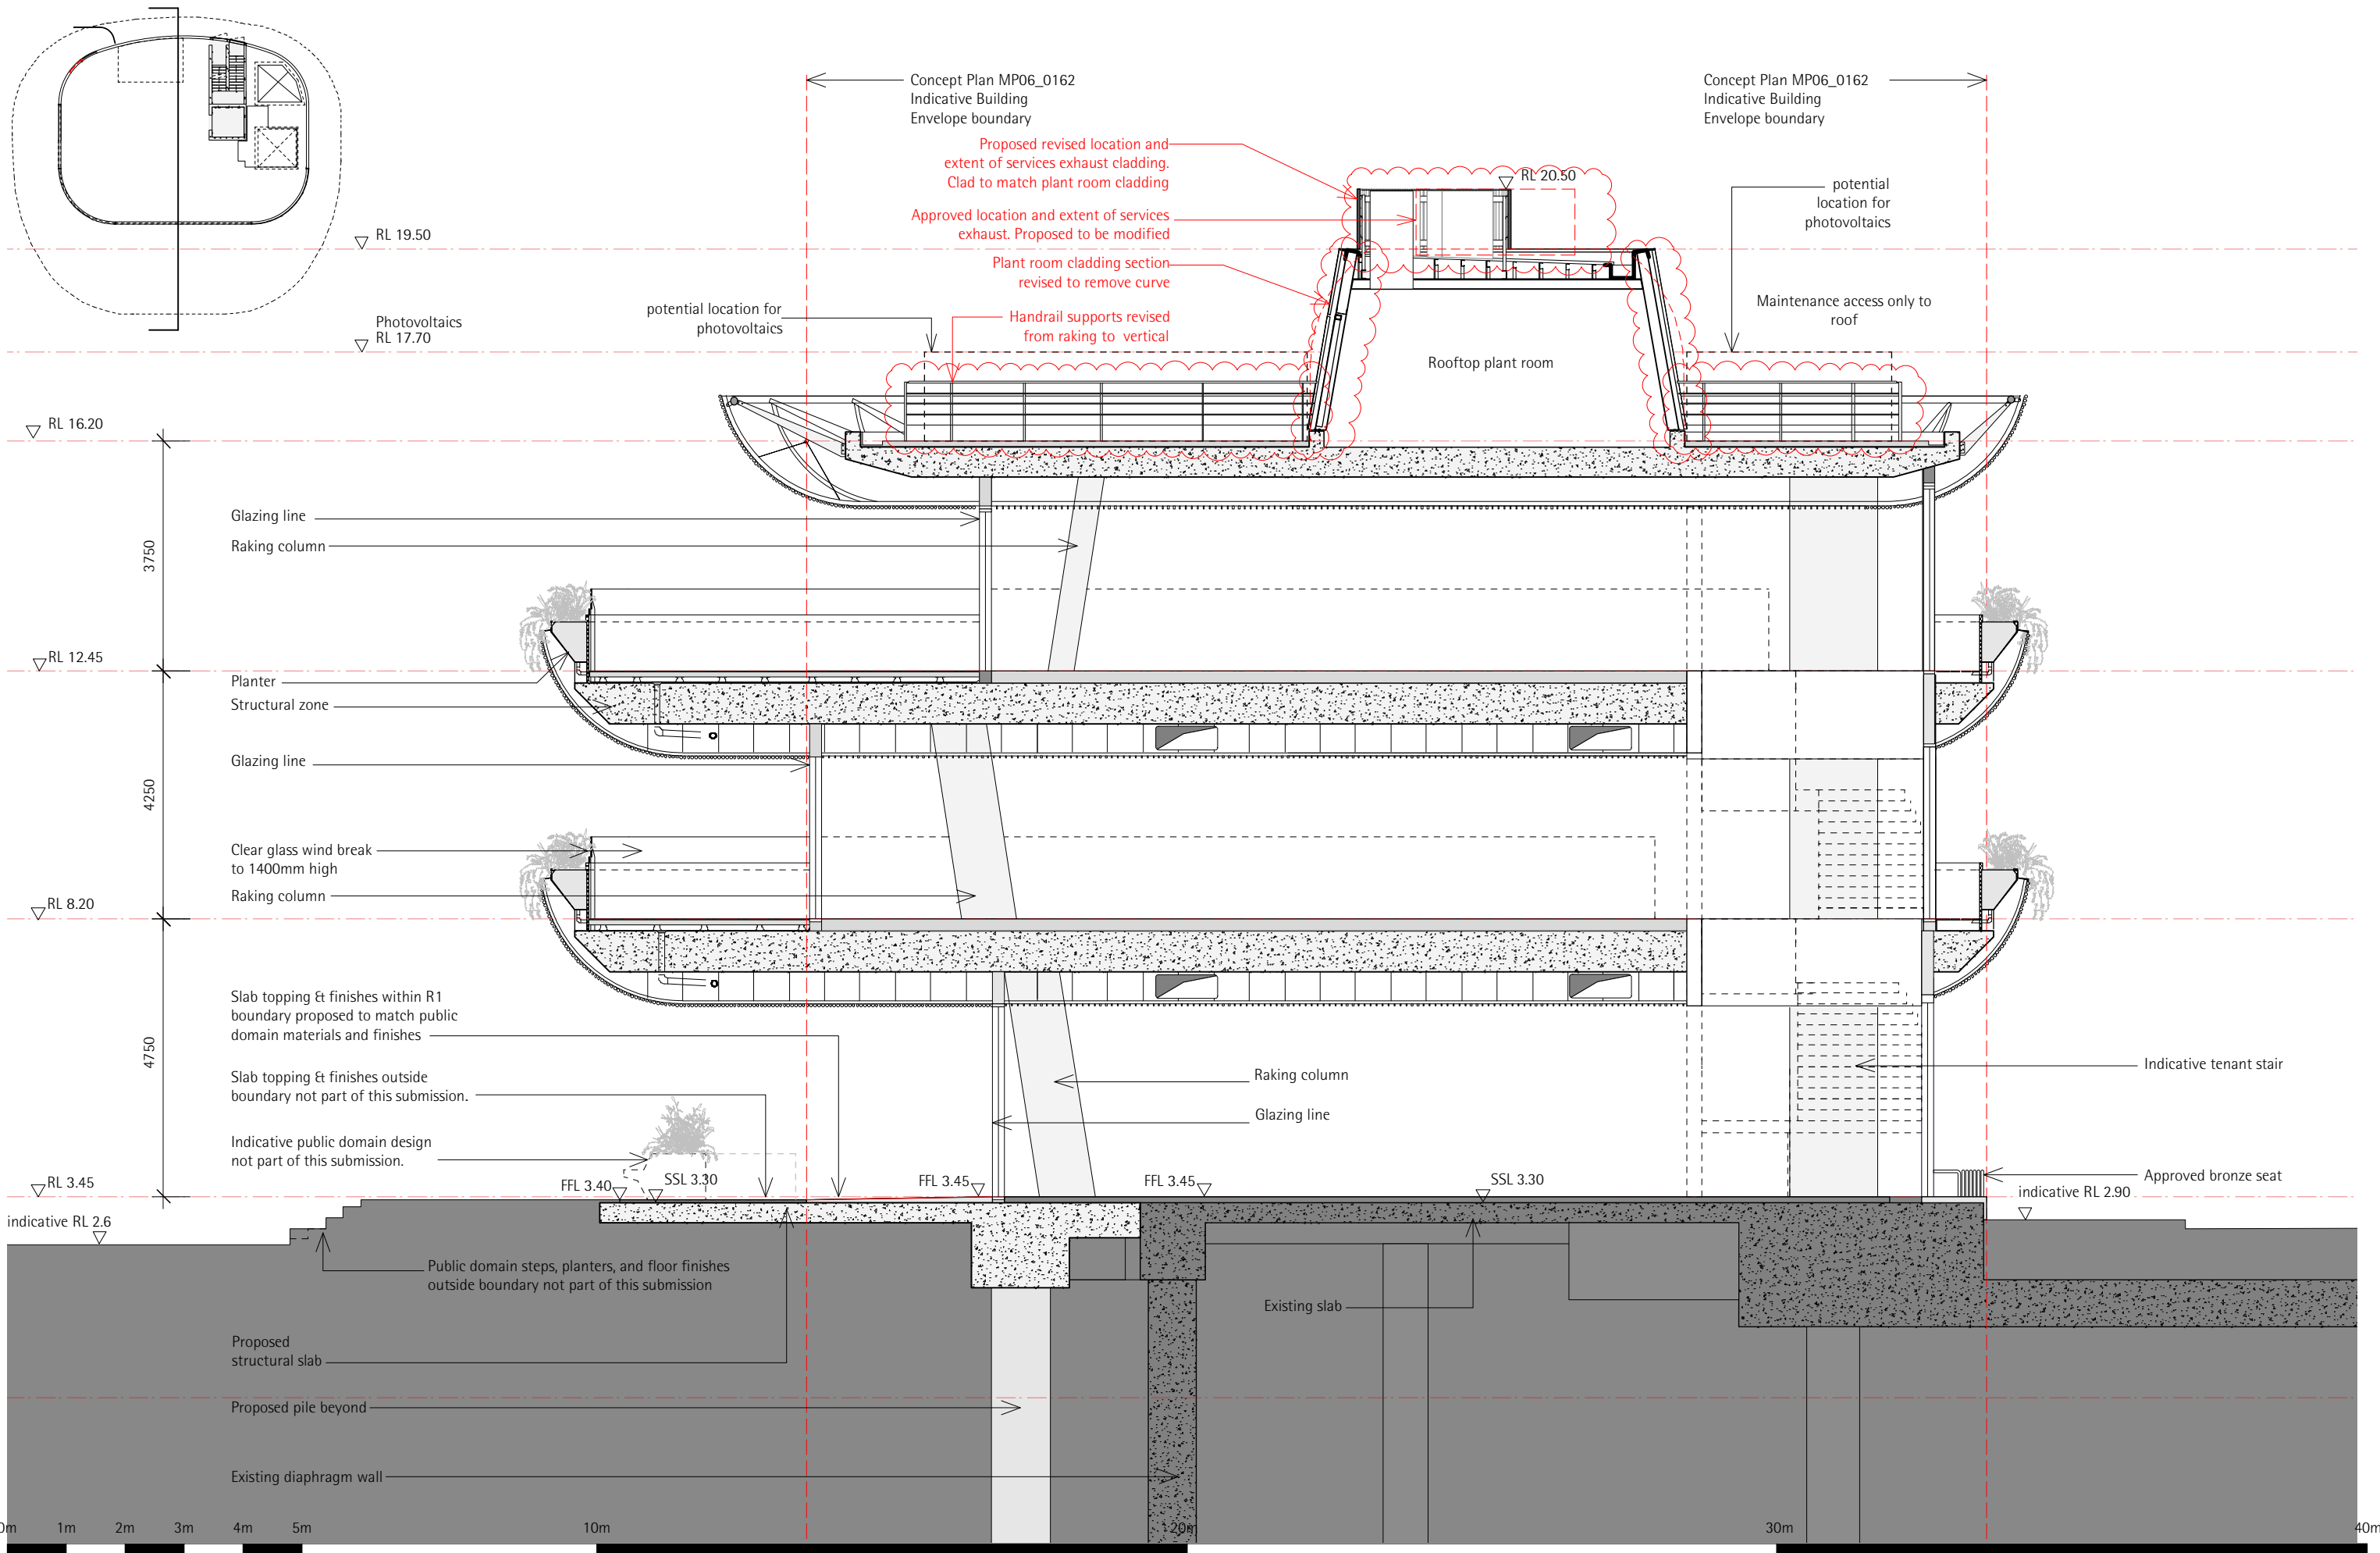 Concept Plan MP06_0162
Indicative Building
Envelope boundary
Concept Plan MP06_0162
Indicative Building
Envelope boundary
Proposed revised location and
extent of services exhaust cladding.
Clad to match plant room cladding
RL 20.50
potential
location for
photovoltaics
Approved location and extent of services
exhaust. Proposed to be modified
RL 19.50
Plant room cladding section
revised to remove curve
potential location for
photovoltaics
Handrail supports revised
from raking to vertical
Maintenance access only to
roof
Photovoltaics
RL 17.70
Rooftop plant room
RL 16.20
Glazing line
Raking column
3750
RL 12.45
Planter
Structural zone
Glazing line
4250
Clear glass wind break
to 1400mm high
Raking column
RL 8.20
Slab topping & finishes within R1
boundary proposed to match public
domain materials and finishes
4750
Slab topping & finishes outside
boundary not part of this submission.
Raking column
Indicative tenant stair
Glazing line
Indicative public domain design
not part of this submission.
RL 3.45
FFL 3.40
SSL 3.30
FFL 3.45
FFL 3.45
SSL 3.30
Approved bronze seat
indicative RL 2.90
indicative RL 2.6
Public domain steps, planters, and floor finishes
outside boundary not part of this submission
Existing slab
Proposed
structural slab
Proposed pile beyond
Existing diaphragm wall
0m
1m
2m
3m
4m
5m
10m
20m
30m
40m